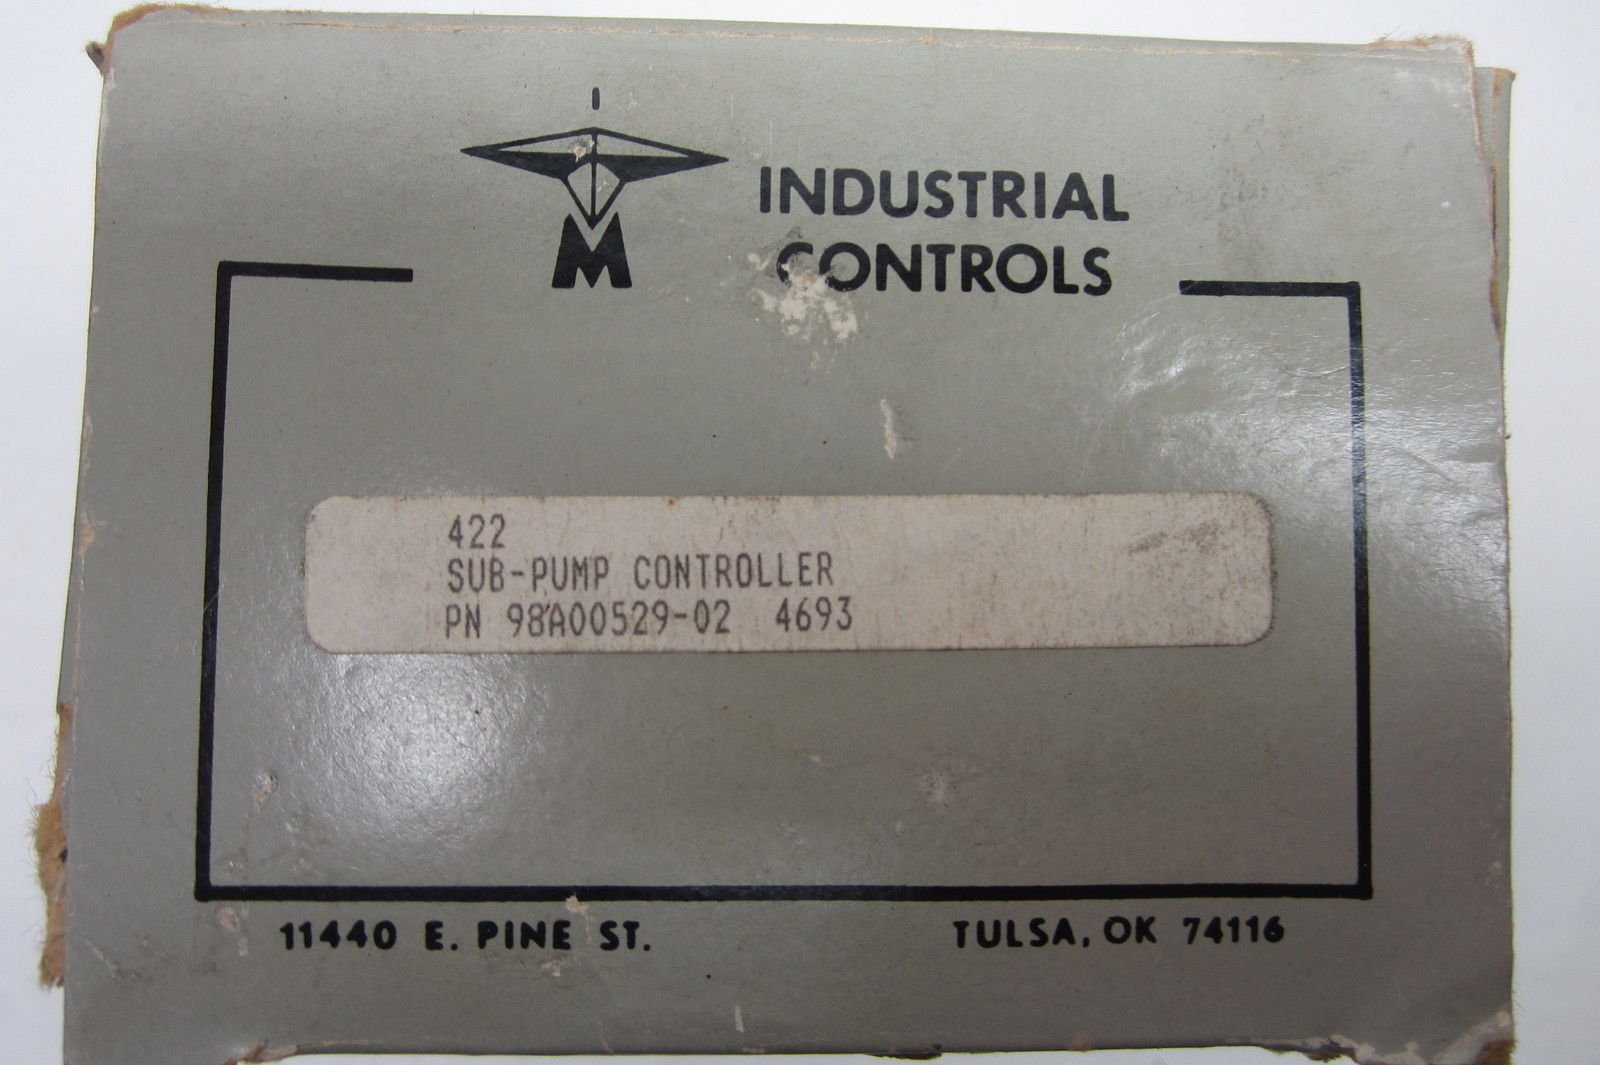 M
INDUSTRIAL
CONTROLS
422
SUB-PUMP CONTROLLER
PN 98A00529-02 4693
11440 E. PINE ST.
TULSA, OK 74116